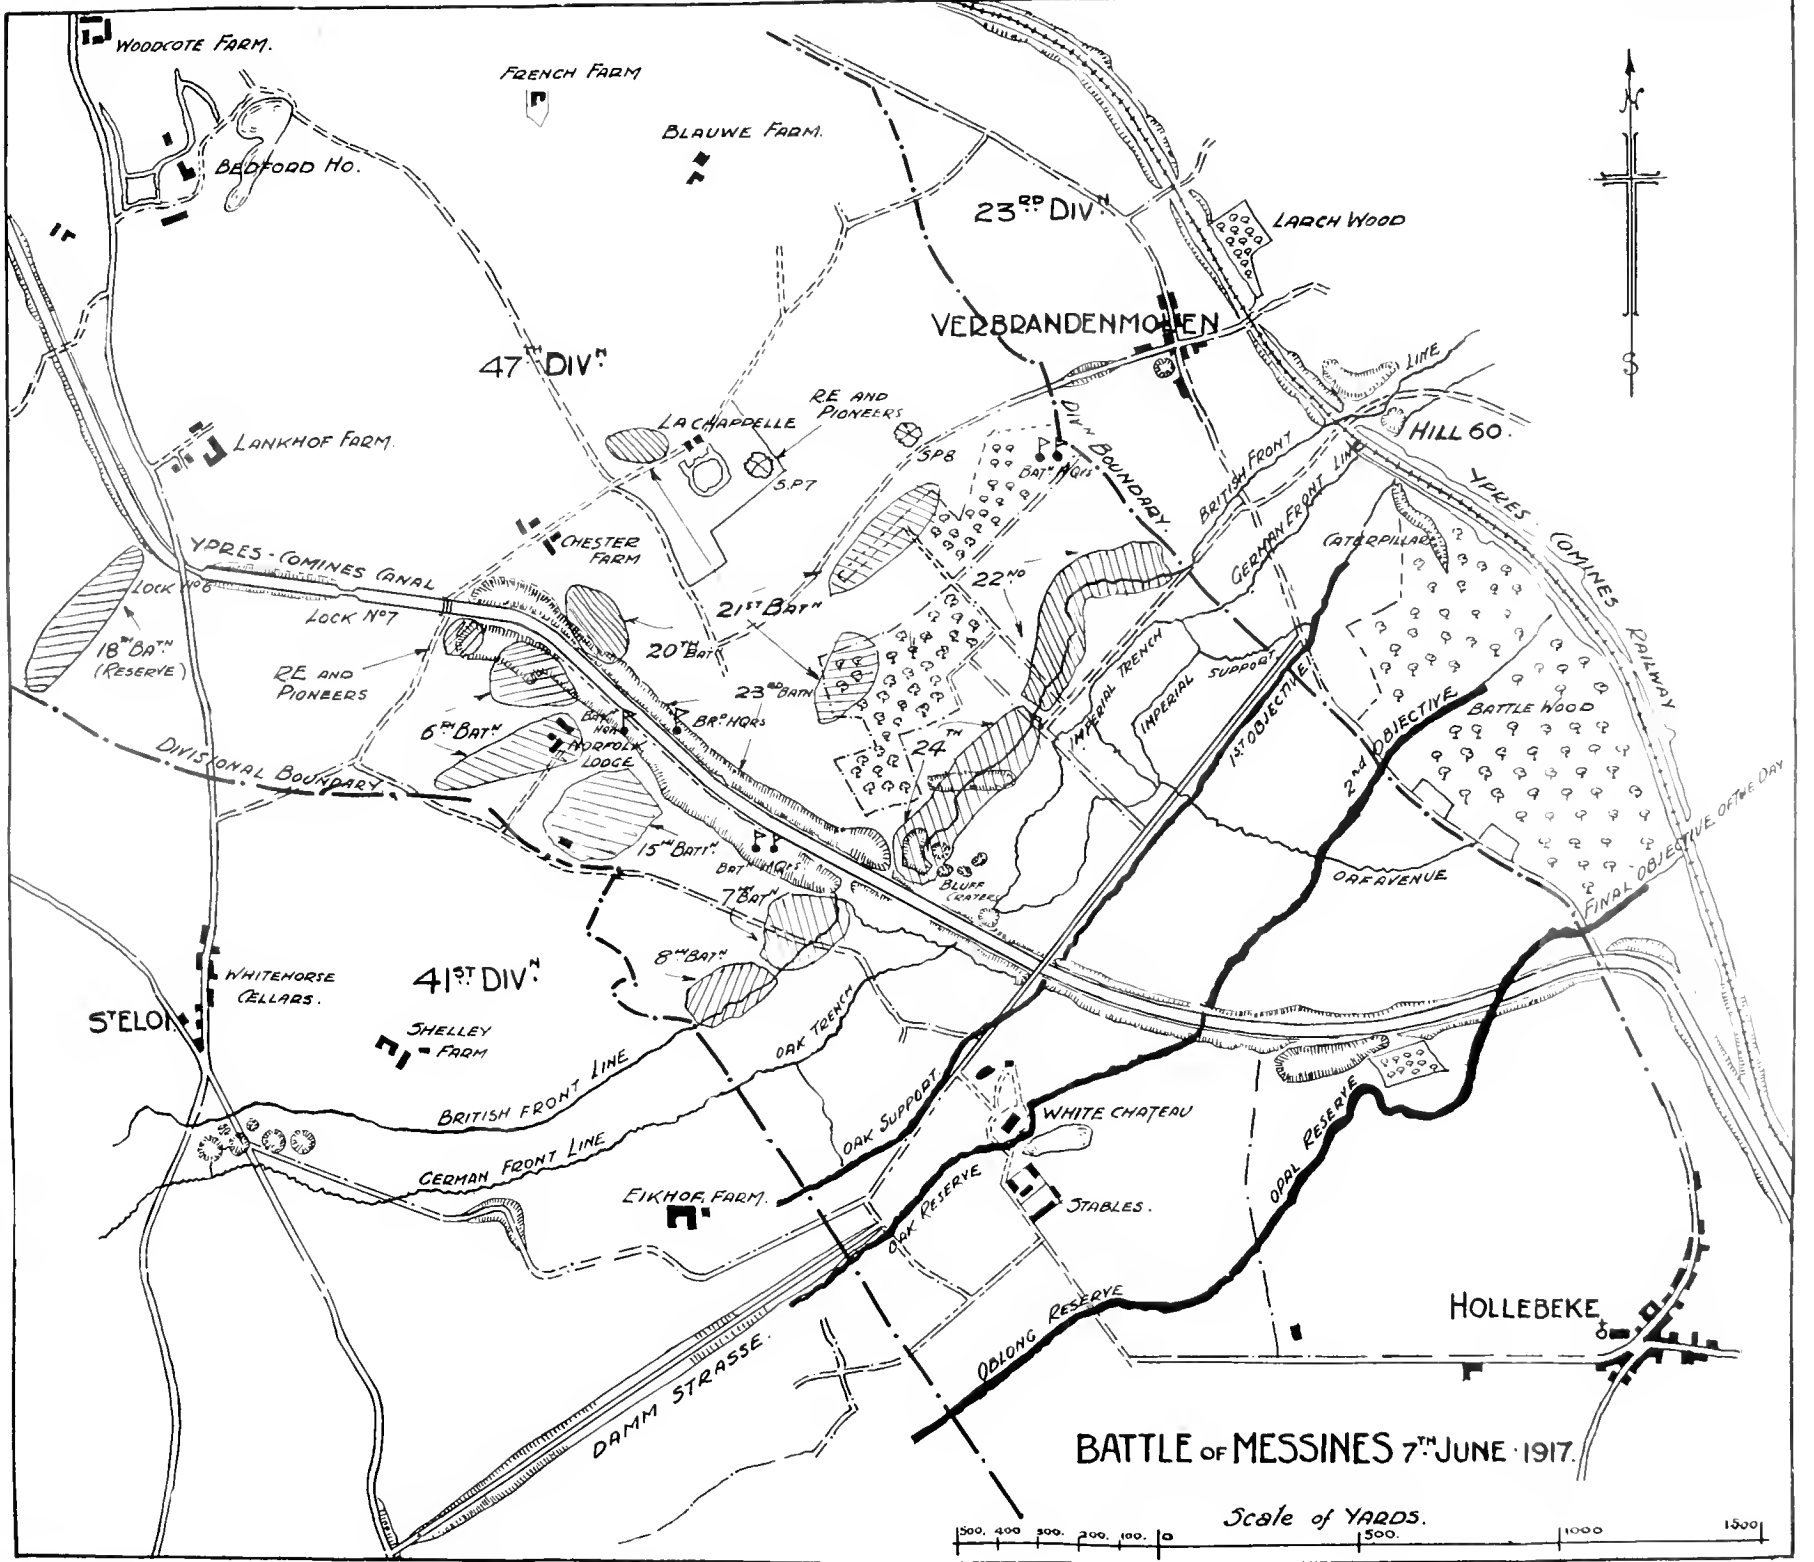 WOODCOTE FARM.
FRENCH FARM
BLAUWE FARM.
BEDFORD HO.
N
23RD DIVN
LARCH WOOD
VERBRANDENMOLEN
47TH DIVN
S
LINE
R.E AND
PIONEERS
LA CHAPPELLE
LANKHOF FARM.
S.P8
S.P7
DIVN BOUNDARY.
BATN HQRS
BRITISH FRONT
HILL 60.
GERMAN FRONT LINE
YPRES-COMINES RAILWAY
CATERPILLAR
CHESTER
FARM
YPRES-COMINES CANAL
LOCK No 6
LOCK No 7
22ND
21ST BATN
18TH BATN
(RESERVE)
20TH BATN
R.E AND
PIONEERS
23RD BATN
IMPERIAL TRENCH
IMPERIAL SUPPORT
1ST OBJECTIVE
2nd OBJECTIVE
BATTLE WOOD
6TH BATN
BATN
HQRS
BRD HQRS
NORFOLK
LODGE
24TH
DIVISIONAL BOUNDARY
15TH BATTN
BATN HQRS
BLUFF
CRATERS
OAF AVENUE
FINAL-OBJECTIVE OF THE DAY
7TH BATN
8TH BATN
WHITEHORSE
CELLARS.
41ST DIVN
ST ELOI.
SHELLEY
FARM
OAK TRENCH
BRITISH FRONT LINE
GERMAN FRONT LINE
OAK SUPPORT.
WHITE CHATEAU
OPAL RESERVE
EIKHOF FARM.
OAK RESERVE
STABLES.
OBLONG RESERVE
HOLLEBEKE
DAMM STRASSE.
BATTLE OF MESSINES 7TH JUNE · 1917.
Scale of YARDS.
500. 400 300. 200. 100. 0 500. 1000 1500